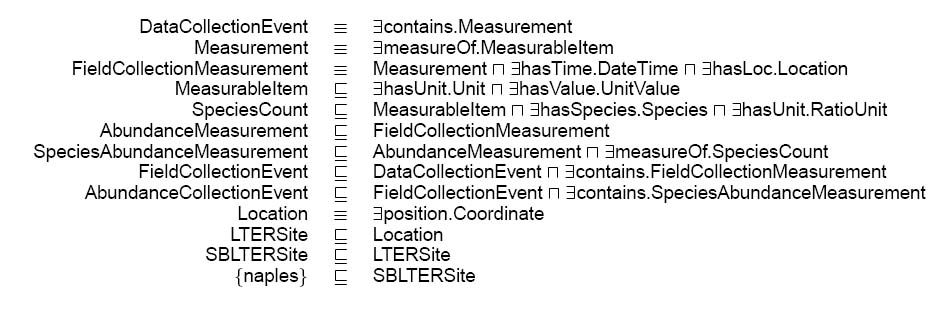 DataCollectionEvent ≡ ∃contains.Measurement
Measurement ≡ ∃measureOf.MeasurableItem
FieldCollectionMeasurement ≡ Measurement ⊓ ∃hasTime.DateTime ⊓ ∃hasLoc.Location
MeasurableItem ⊑ ∃hasUnit.Unit ⊓ ∃hasValue.UnitValue
SpeciesCount ⊑ MeasurableItem ⊓ ∃hasSpecies.Species ⊓ ∃hasUnit.RatioUnit
AbundanceMeasurement ⊑ FieldCollectionMeasurement
SpeciesAbundanceMeasurement ⊑ AbundanceMeasurement ⊓ ∃measureOf.SpeciesCount
FieldCollectionEvent ⊑ DataCollectionEvent ⊓ ∃contains.FieldCollectionMeasurement
AbundanceCollectionEvent ⊑ FieldCollectionEvent ⊓ ∃contains.SpeciesAbundanceMeasurement
Location ≡ ∃position.Coordinate
LTERSite ⊑ Location
SBLTERSite ⊑ LTERSite
{naples} ⊑ SBLTERSite